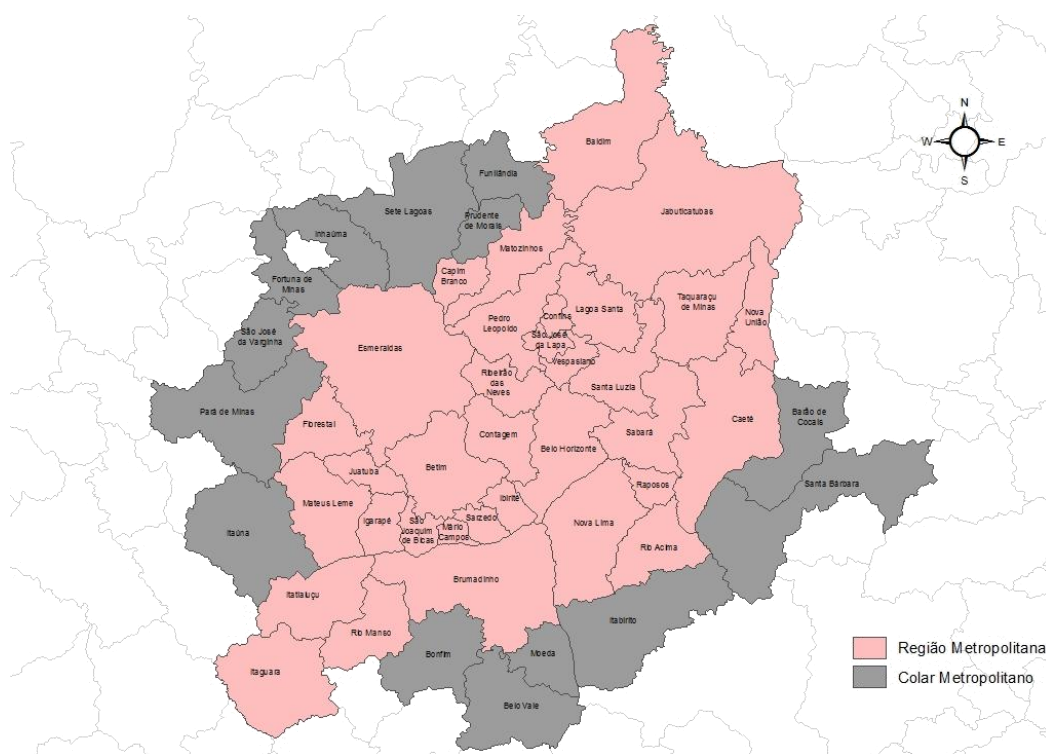 Baldim
N
W
E
S
Funilândia
Sete Lagoas
Jabuticatubas
Prudente
de Morais
Inhaúma
Matozinhos
Capim
Branco
Fortuna de
Minas
Lagoa Santa
Taquaraçu
de Minas
Confins
Nova
União
Pedro
Leopoldo
São José
da Varginha
São José
da Lapa
Esmeraldas
Vespasiano
Ribeirão
das
Neves
Santa Luzia
Pará de Minas
Barão de
Cocais
Caeté
Florestal
Contagem
Sabará
Belo Horizonte
Juatuba
Betim
Raposos
Santa Bárbara
Mateus Leme
Ibirité
Sarzedo
Igarapé
São
Joaquim
de Bicas
Mário
Campos
Nova Lima
Itaúna
Rio Acima
Brumadinho
Itatiaiuçu
Itabirito
Rio Manso
Bonfim
Moeda
Itaguara
Belo Vale
Região Metropolitana
Colar Metropolitano